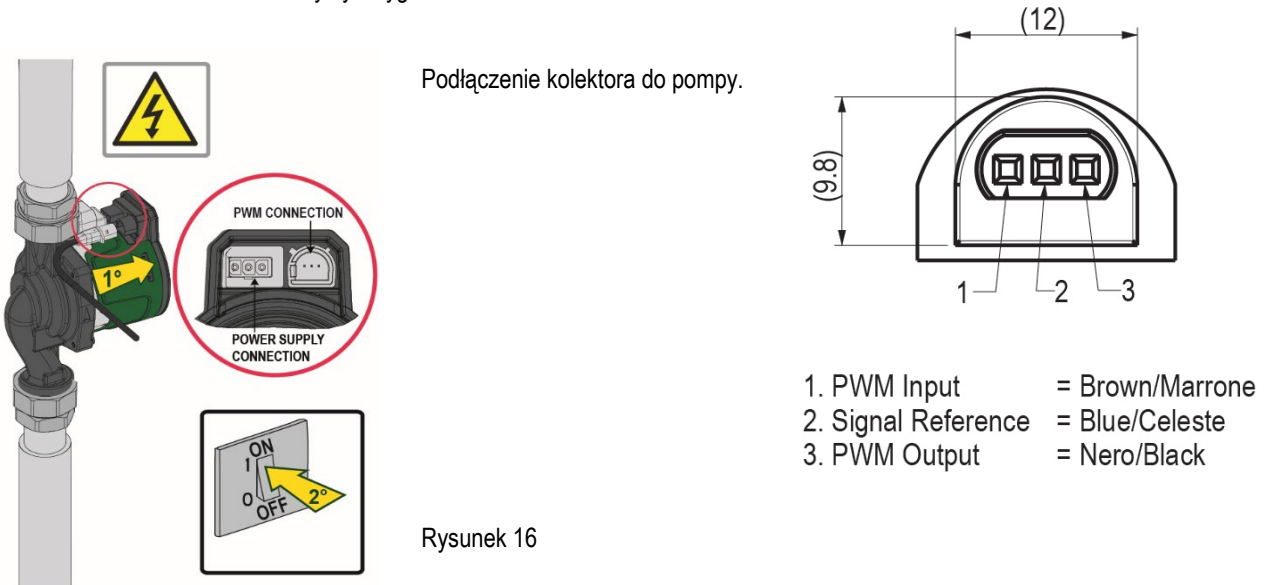 Podłączenie kolektora do pompy.
PWM CONNECTION
POWER SUPPLY
CONNECTION
1°
ON
1
0
OFF
2°
Rysunek 16
(12)
(9.8)
1
2
3
1. PWM Input = Brown/Marrone
2. Signal Reference = Blue/Celeste
3. PWM Output = Nero/Black